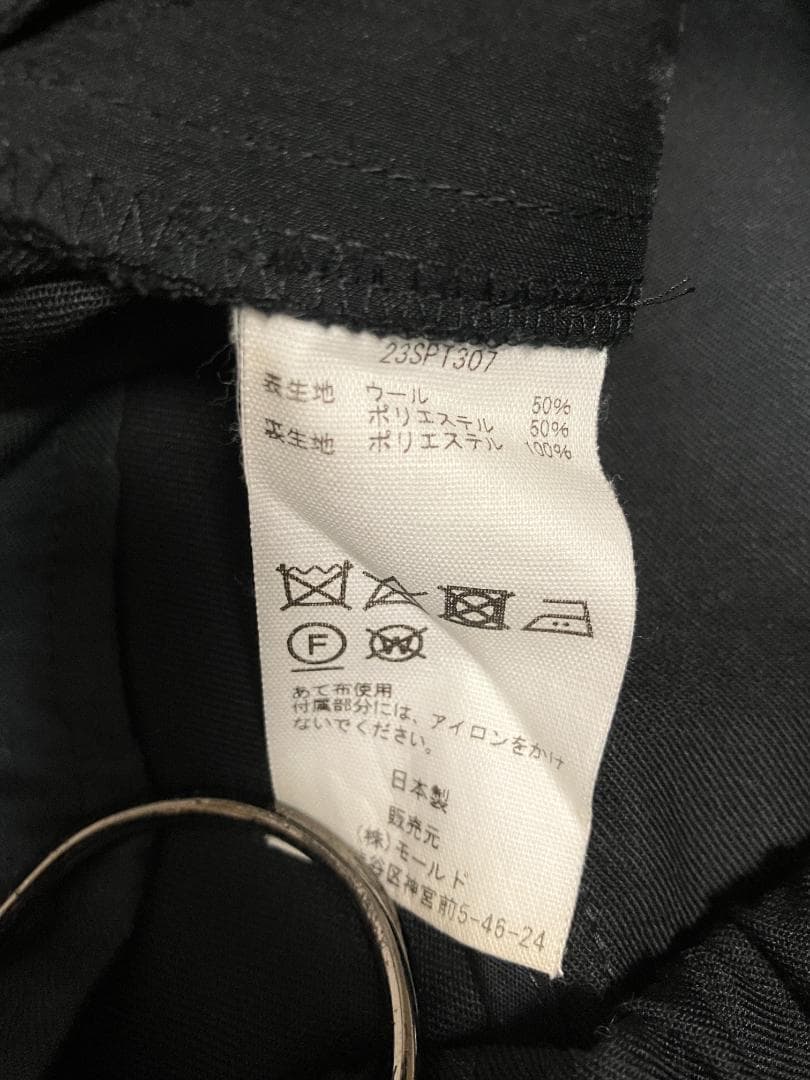 23SPT307
表生地 ウール 50%
ポリエステル 50%
裏生地 ポリエステル 100%
F W
あて布使用
付属部分には、アイロンをかけ
ないでください。
日本製
販売元
(株)モールド
谷区神宮前5-46-24